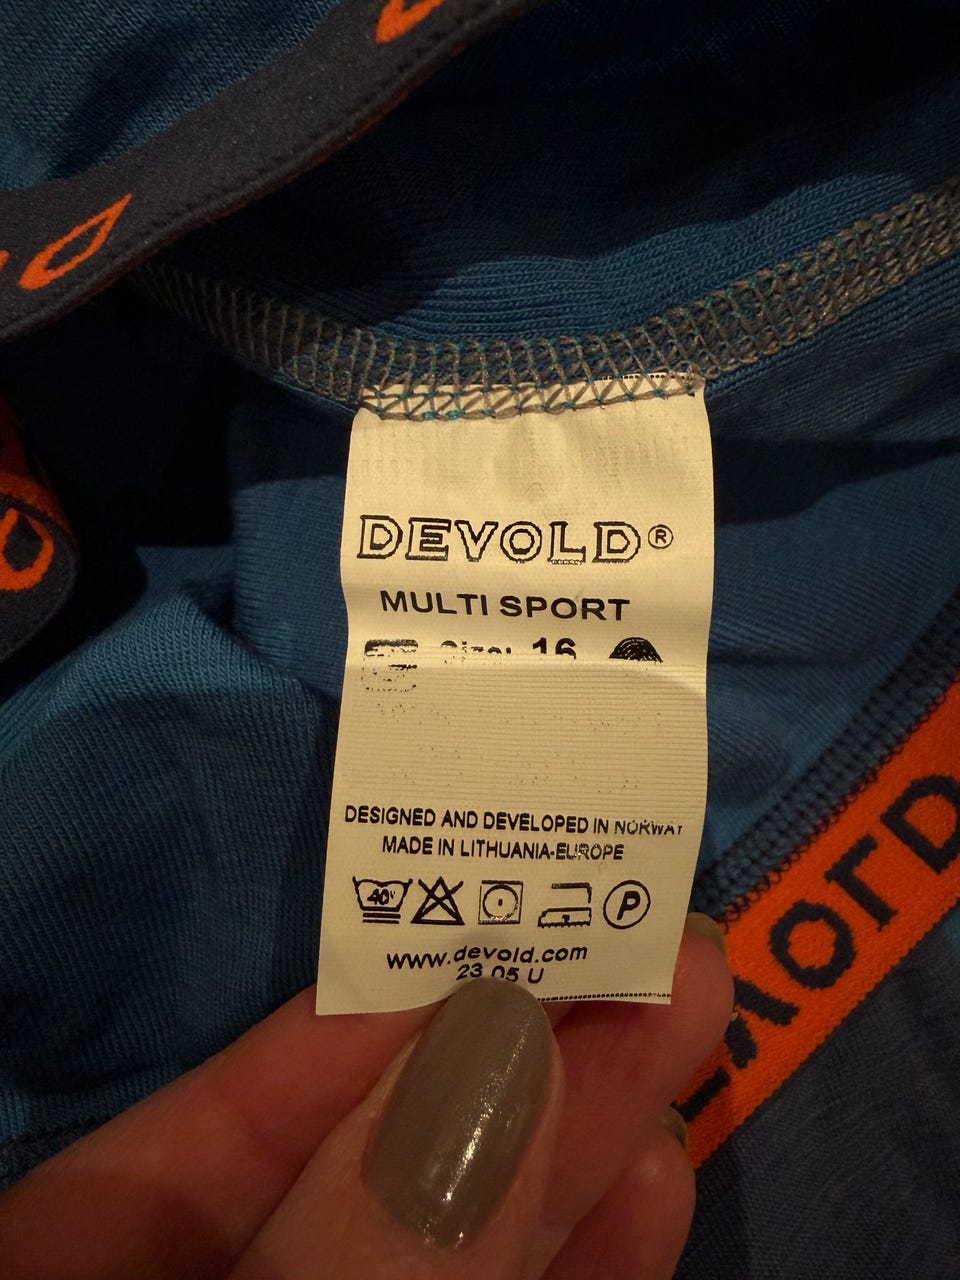 DEVOLD®
MULTI SPORT
Size: 16
DESIGNED AND DEVELOPED IN NORWAY
MADE IN LITHUANIA-EUROPE
40°
P
www.devold.com
23 05 U